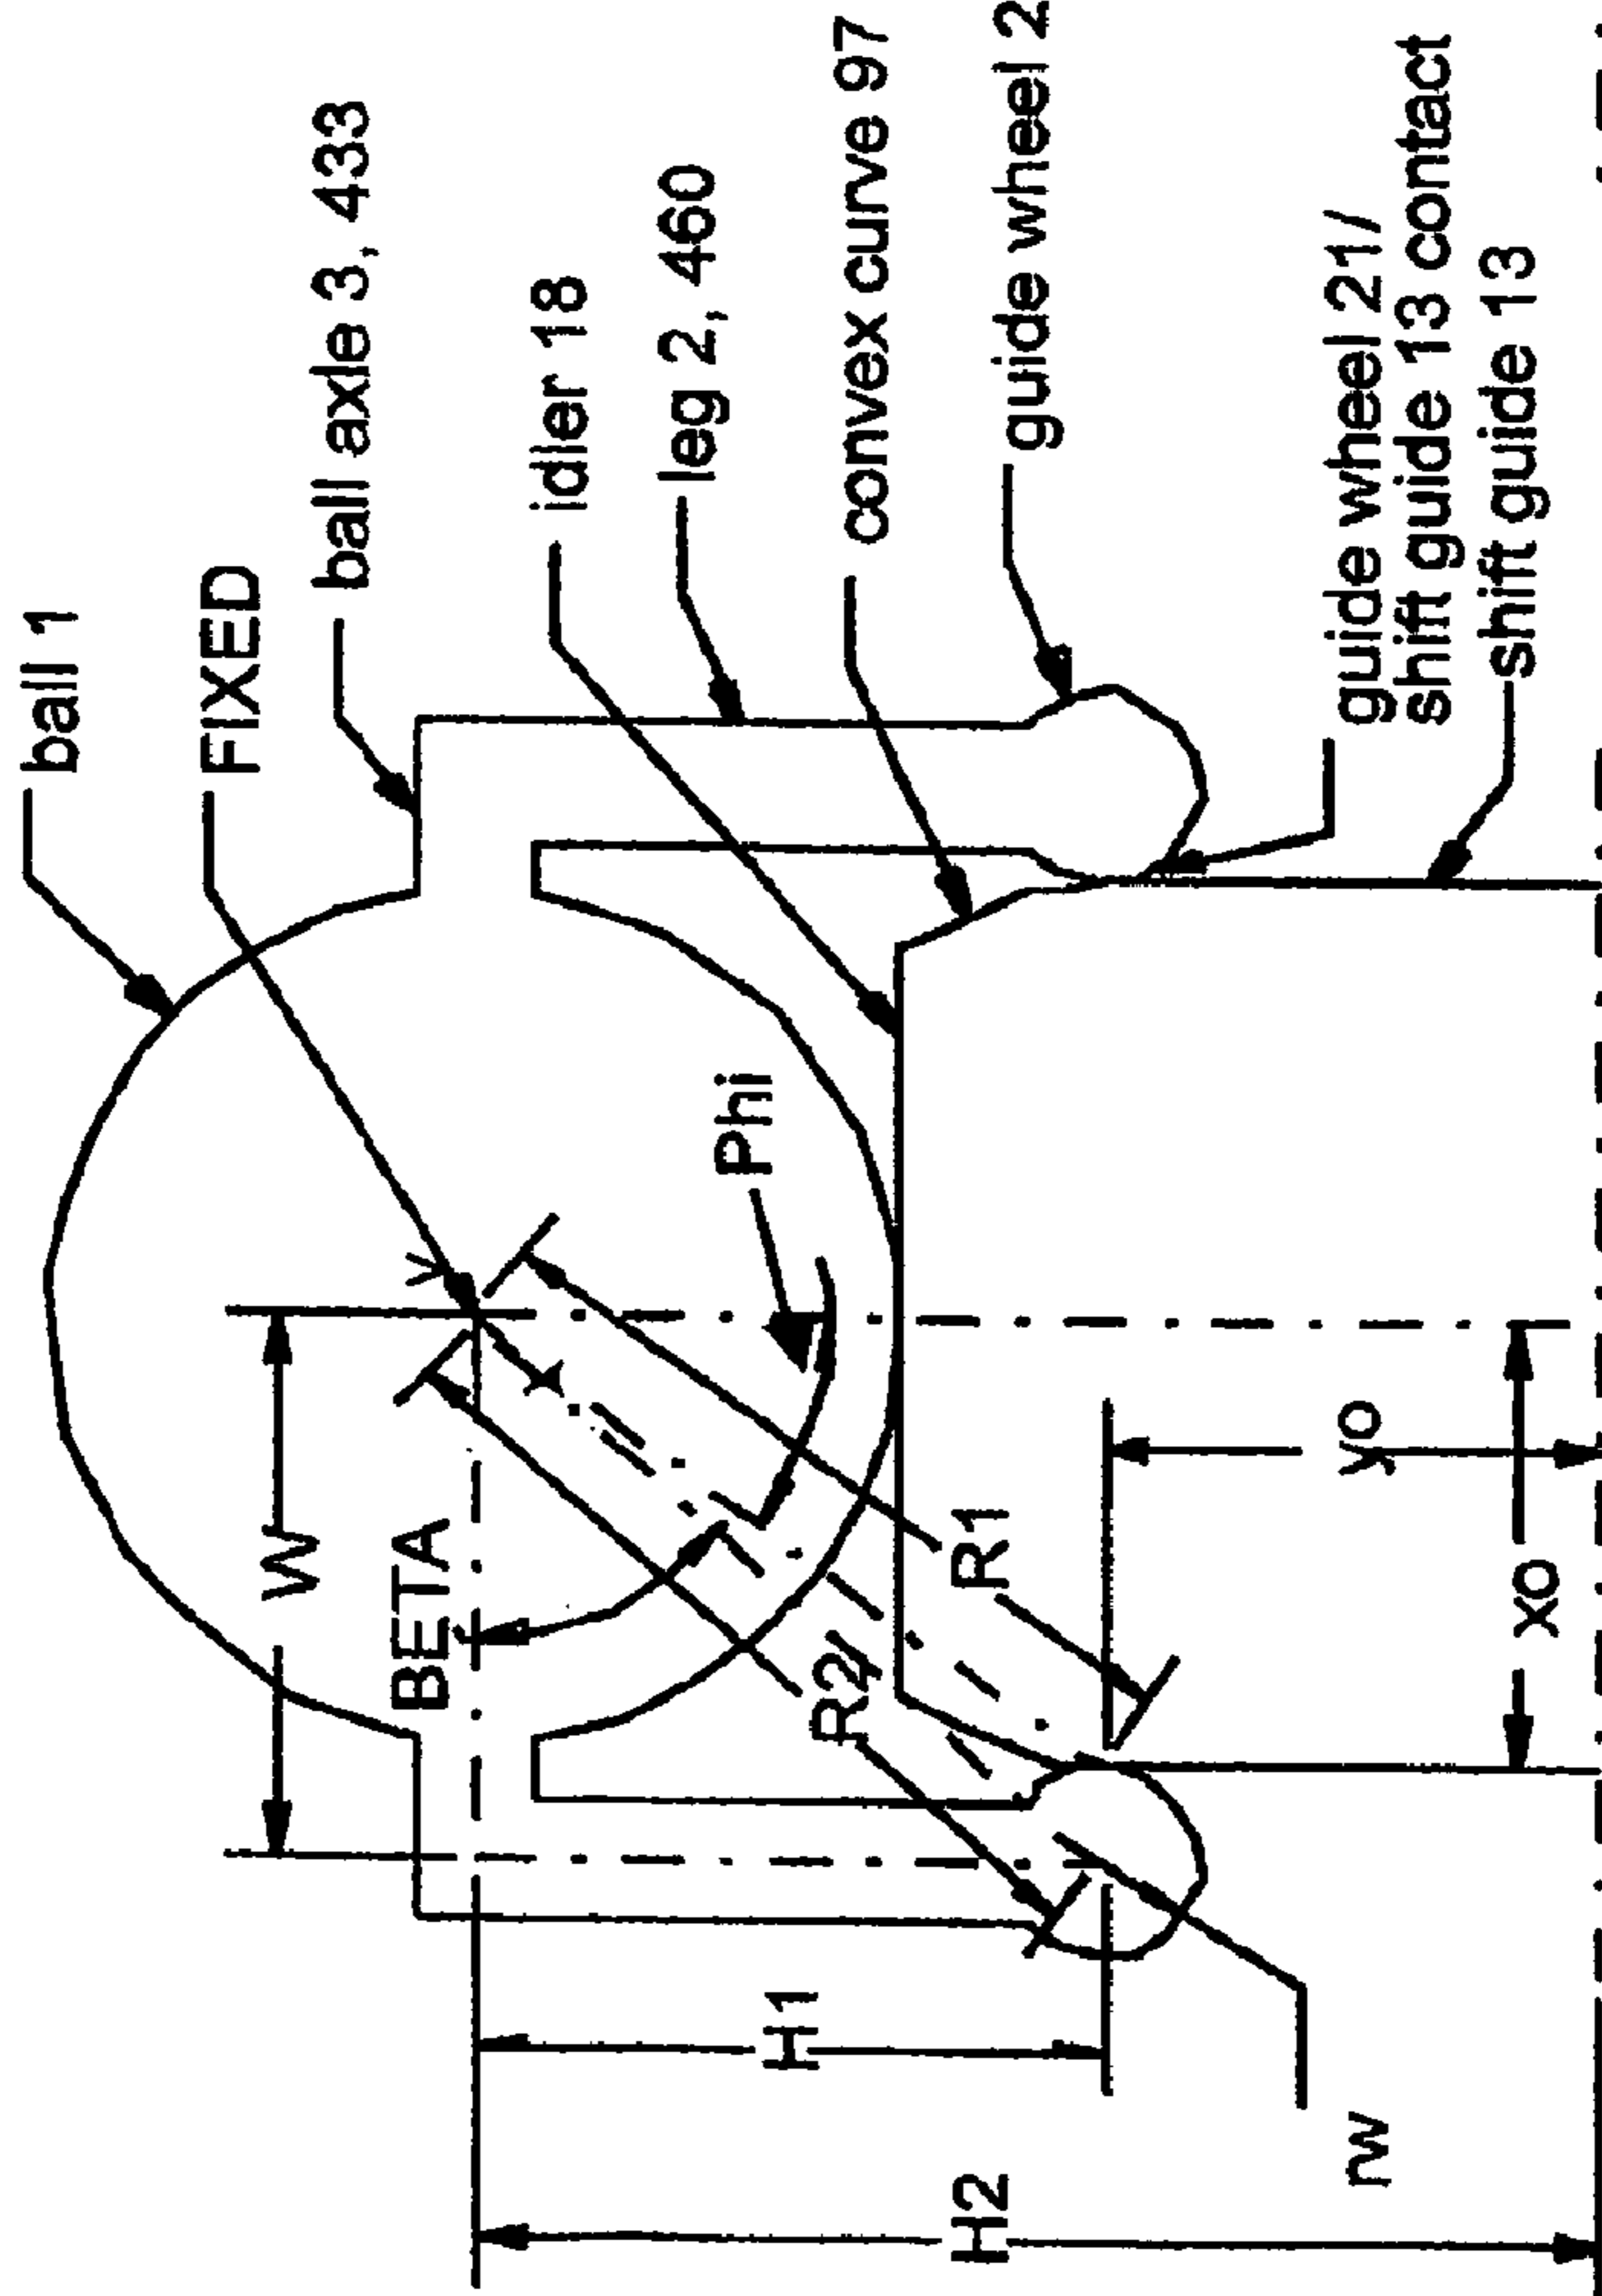 ball 1
FIXED
ball axle 3, 433
idler 18
leg 2, 460
convex curve 97
guide wheel 2
guide wheel 21/
shift guide 13 contact
shift guide 13
Phi
W
BETA
R2
R1
yo
xo
H1
H2
rw